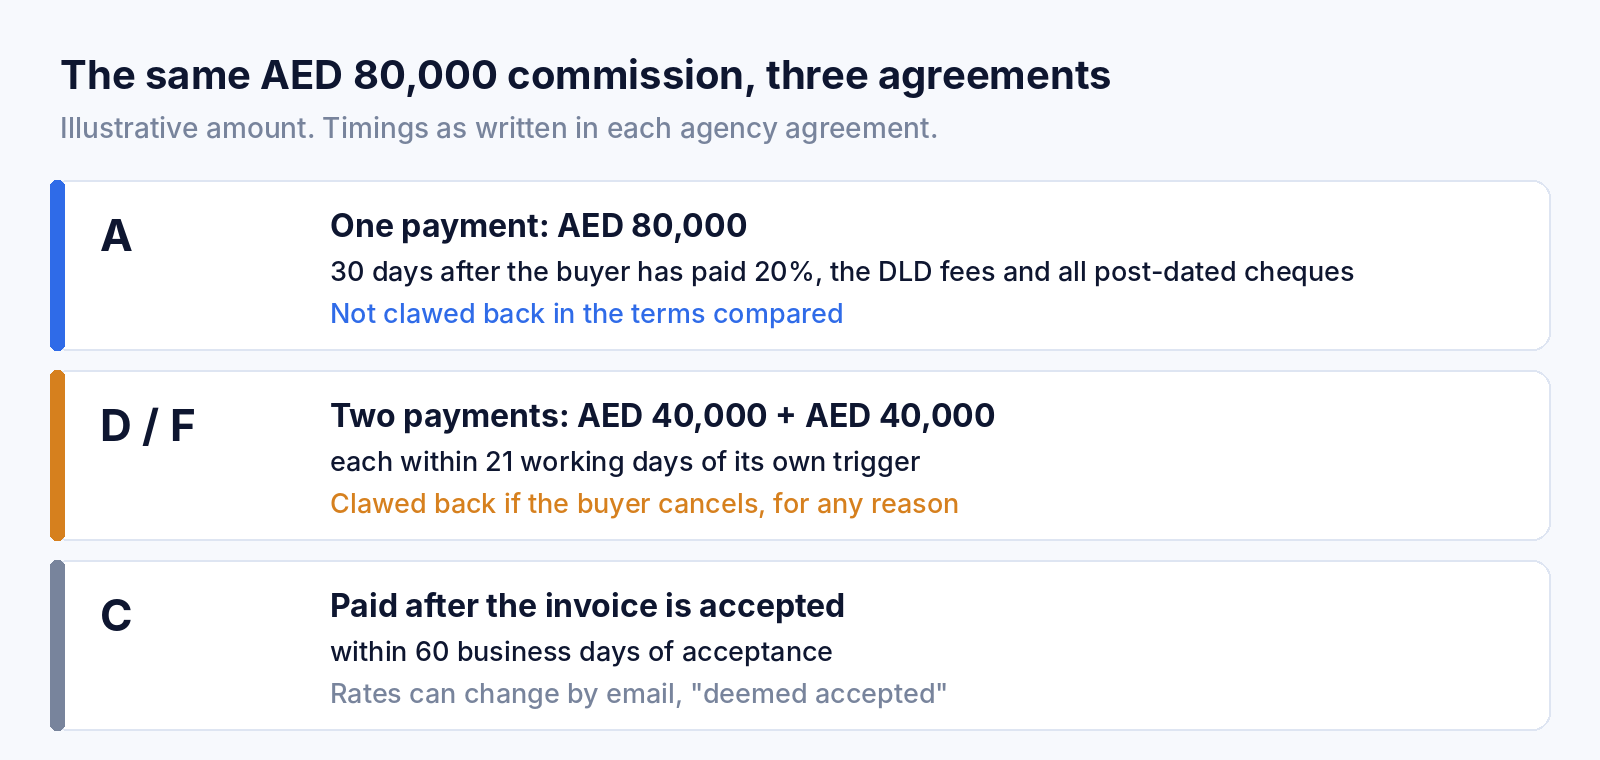 The same AED 80,000 commission, three agreements
Illustrative amount. Timings as written in each agency agreement.
A
One payment: AED 80,000
30 days after the buyer has paid 20%, the DLD fees and all post-dated cheques
Not clawed back in the terms compared
D / F
Two payments: AED 40,000 + AED 40,000
each within 21 working days of its own trigger
Clawed back if the buyer cancels, for any reason
C
Paid after the invoice is accepted
within 60 business days of acceptance
Rates can change by email, "deemed accepted"